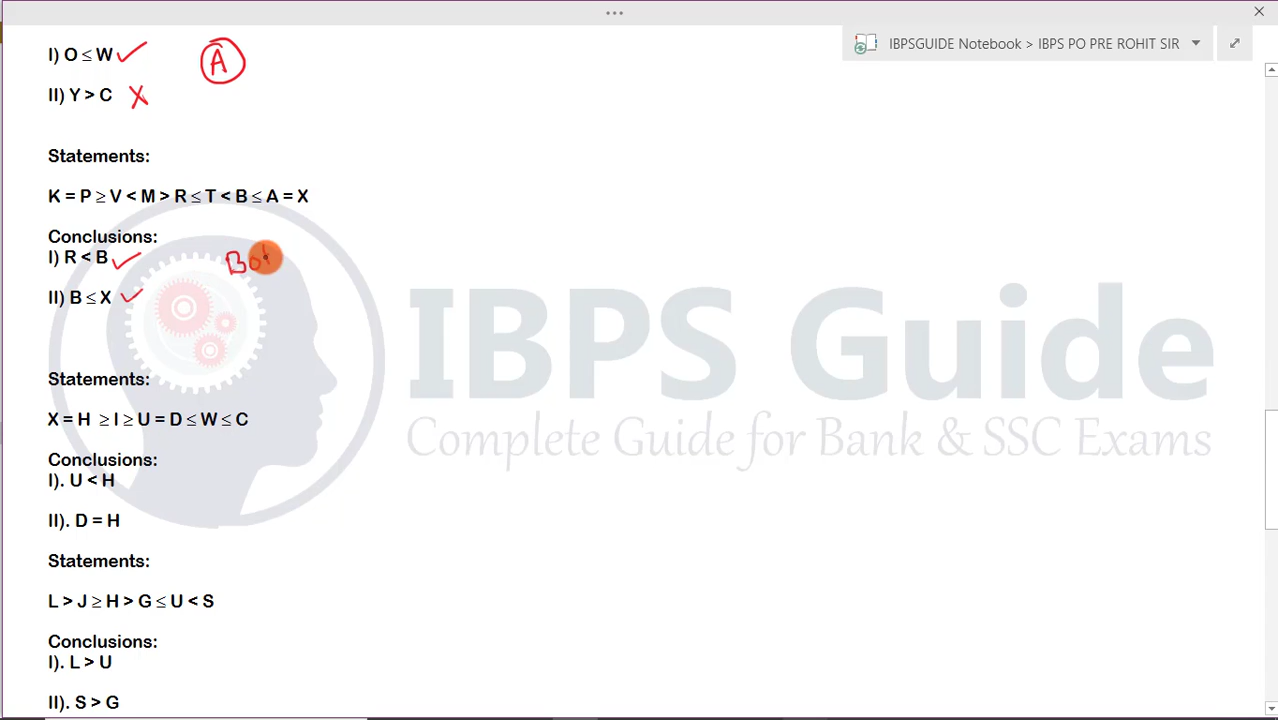 ...
IBPSGUIDE Notebook > IBPS PO PRE ROHIT SIR
I) O ≤ W
A
II) Y > C
Statements:
K = P ≥ V < M > R ≤ T < B ≤ A = X
Conclusions:
I) R < B
II) B ≤ X
Statements:
X = H ≥ I ≥ U = D ≤ W ≤ C
Conclusions:
I). U < H
II). D = H
Statements:
L > J ≥ H > G ≤ U < S
Conclusions:
I). L > U
II). S > G
IBPS Guide
Complete Guide for Bank & SSC Exams